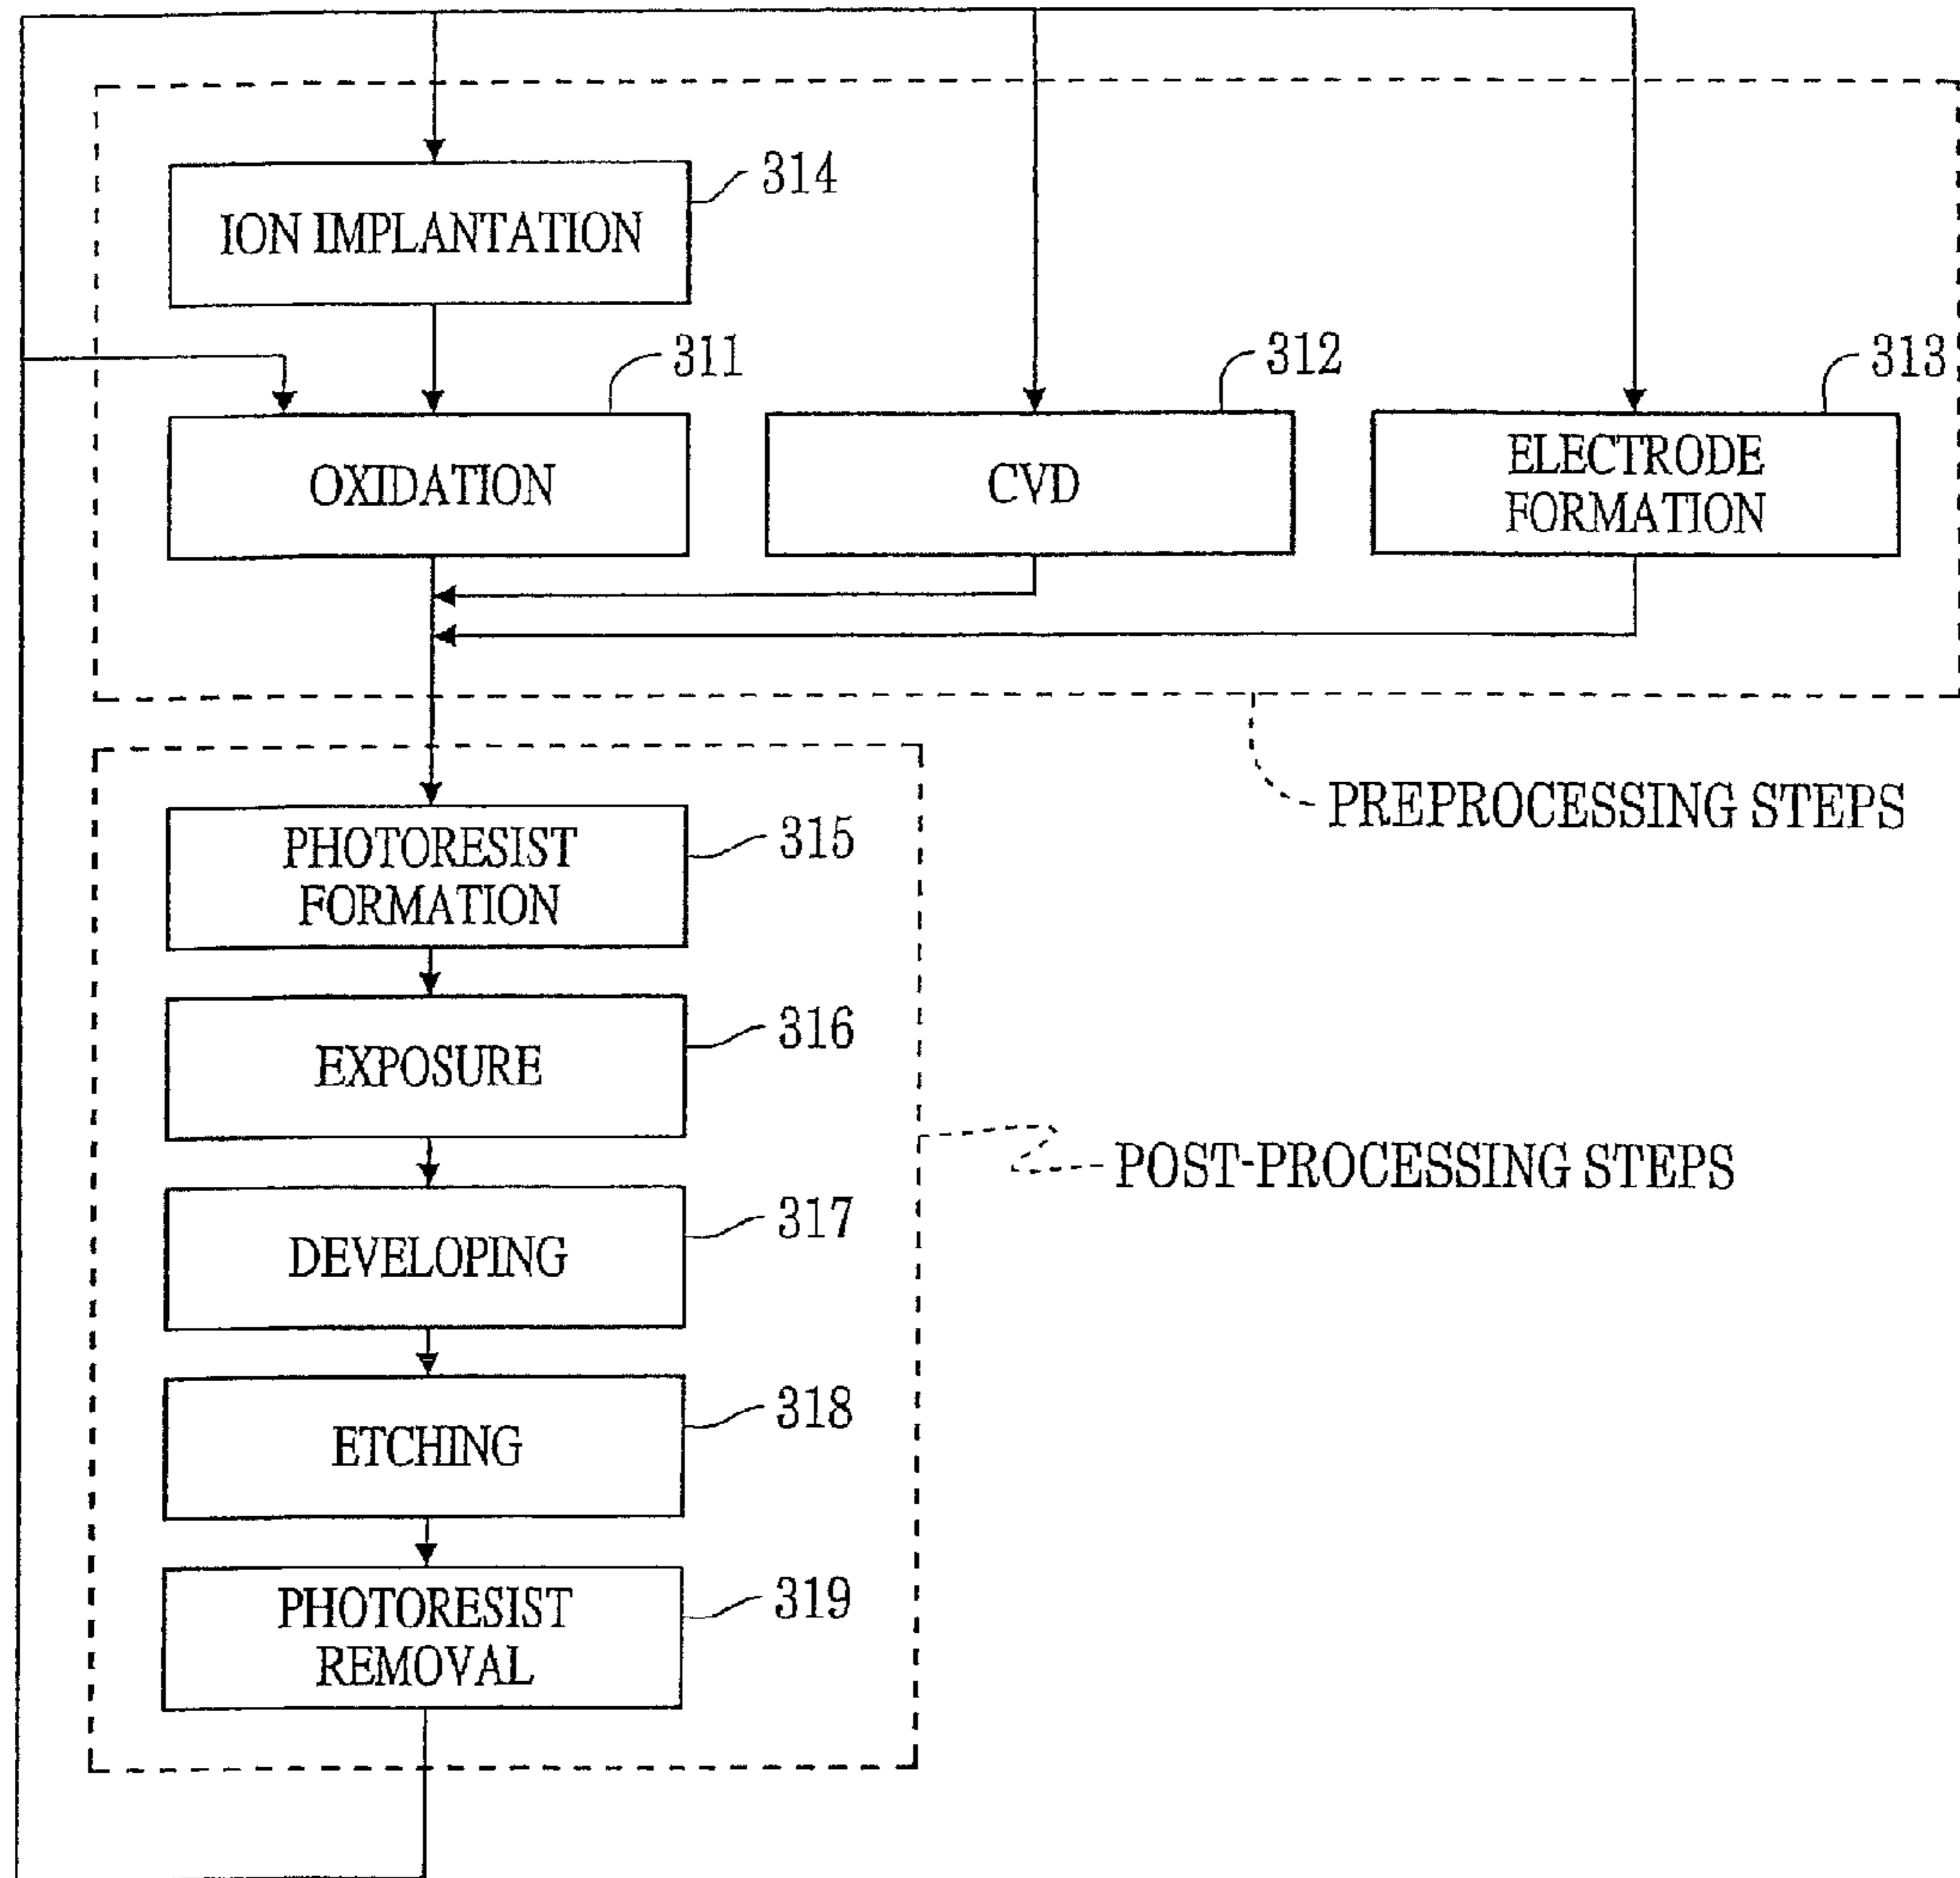 314
ION IMPLANTATION
311
312
313
OXIDATION
CVD
ELECTRODE
FORMATION
PREPROCESSING STEPS
315
PHOTORESIST
FORMATION
316
EXPOSURE
POST-PROCESSING STEPS
317
DEVELOPING
318
ETCHING
319
PHOTORESIST
REMOVAL